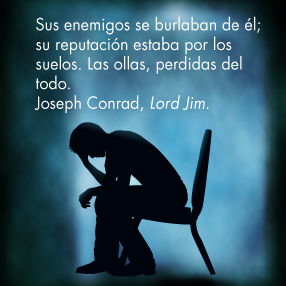 Sus enemigos se burlaban de él;
su reputación estaba por los
suelos. Las ollas, perdidas del
todo.
Joseph Conrad, Lord Jim.